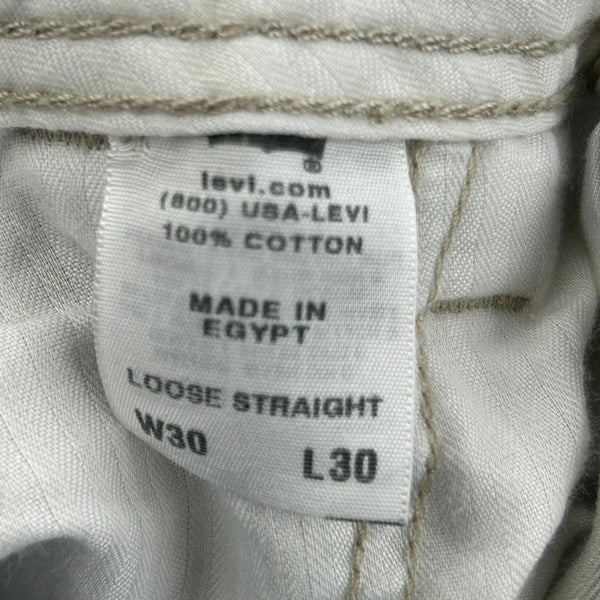 ®
levi.com
(800) USA-LEVI
100% COTTON
MADE IN
EGYPT
LOOSE STRAIGHT
W30 L30